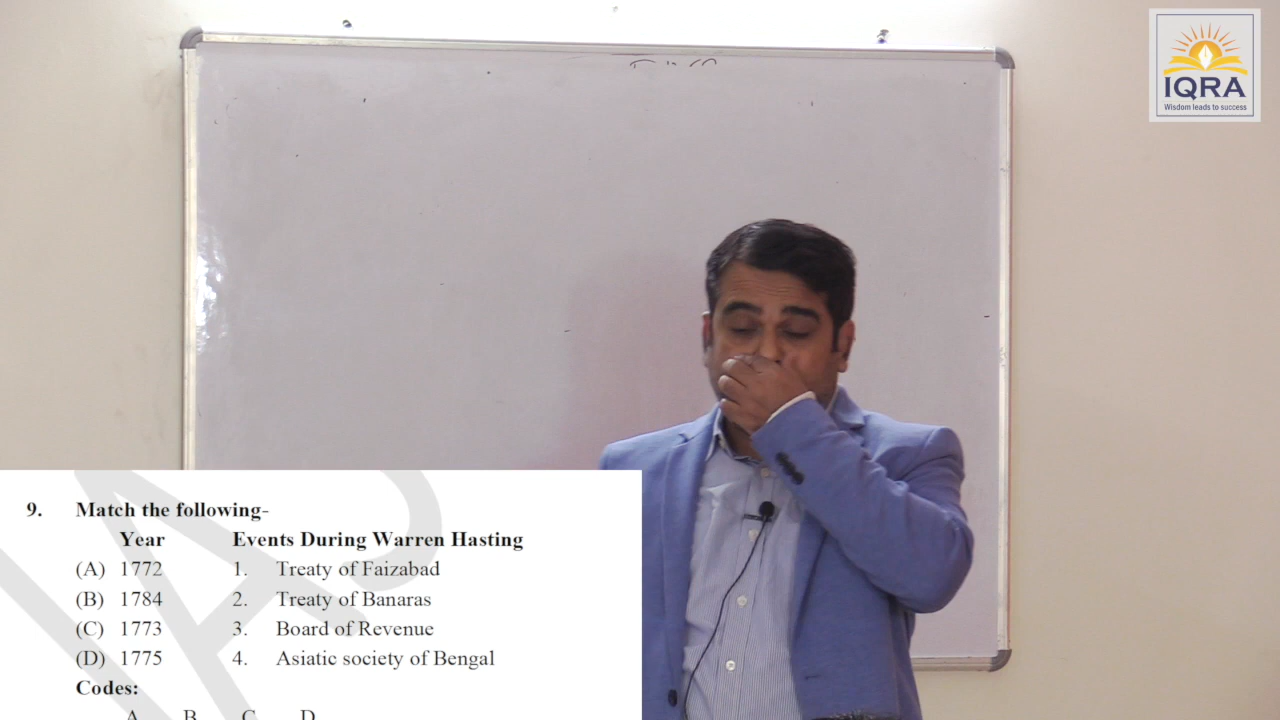 IQRA
Wisdom leads to success
9. Match the following-
Year Events During Warren Hasting
(A) 1772 1. Treaty of Faizabad
(B) 1784 2. Treaty of Banaras
(C) 1773 3. Board of Revenue
(D) 1775 4. Asiatic society of Bengal
Codes:
A B C D